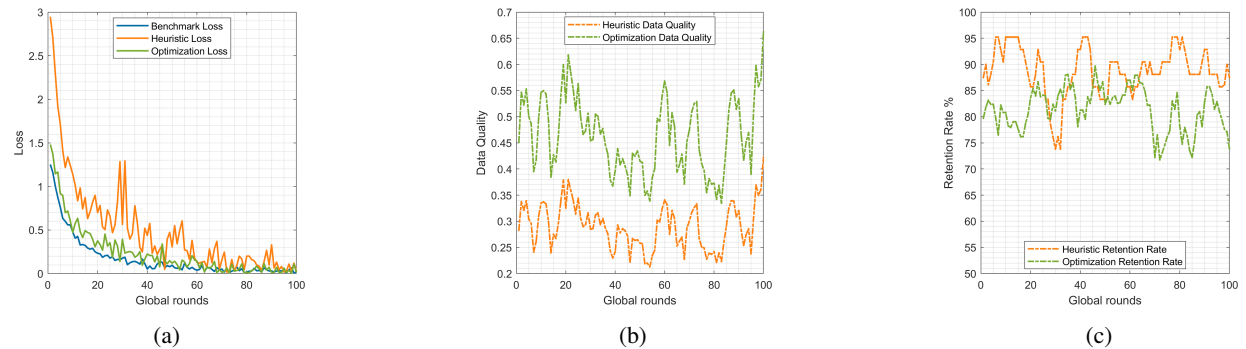 3
2.5
2
1.5
1
0.5
0
0 20 40 60 80 100
Loss
Global rounds
Benchmark Loss
Heuristic Loss
Optimization Loss
(a)
0.7
0.65
0.6
0.55
0.5
0.45
0.4
0.35
0.3
0.25
0.2
0 20 40 60 80 100
Data Quality
Global rounds
Heuristic Data Quality
Optimization Data Quality
(b)
100
95
90
85
80
75
70
65
60
55
50
0 20 40 60 80 100
Retention Rate %
Global rounds
Heuristic Retention Rate
Optimization Retention Rate
(c)